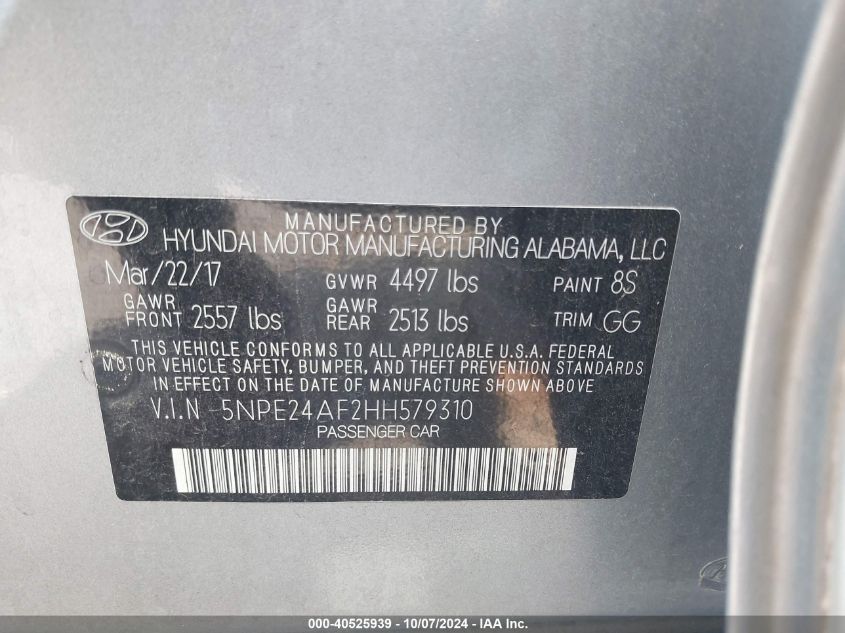 MANUFACTURED BY
HYUNDAI MOTOR MANUFACTURING ALABAMA, LLC
Mar/22/17 GVWR 4497 lbs PAINT 8S
GAWR FRONT 2557 lbs GAWR REAR 2513 lbs TRIM GG
THIS VEHICLE CONFORMS TO ALL APPLICABLE U.S.A. FEDERAL
MOTOR VEHICLE SAFETY, BUMPER, AND THEFT PREVENTION STANDARDS
IN EFFECT ON THE DATE OF MANUFACTURE SHOWN ABOVE
V.I.N 5NPE24AF2HH579310
PASSENGER CAR
000-40525939 - 10/07/2024 - IAA Inc.